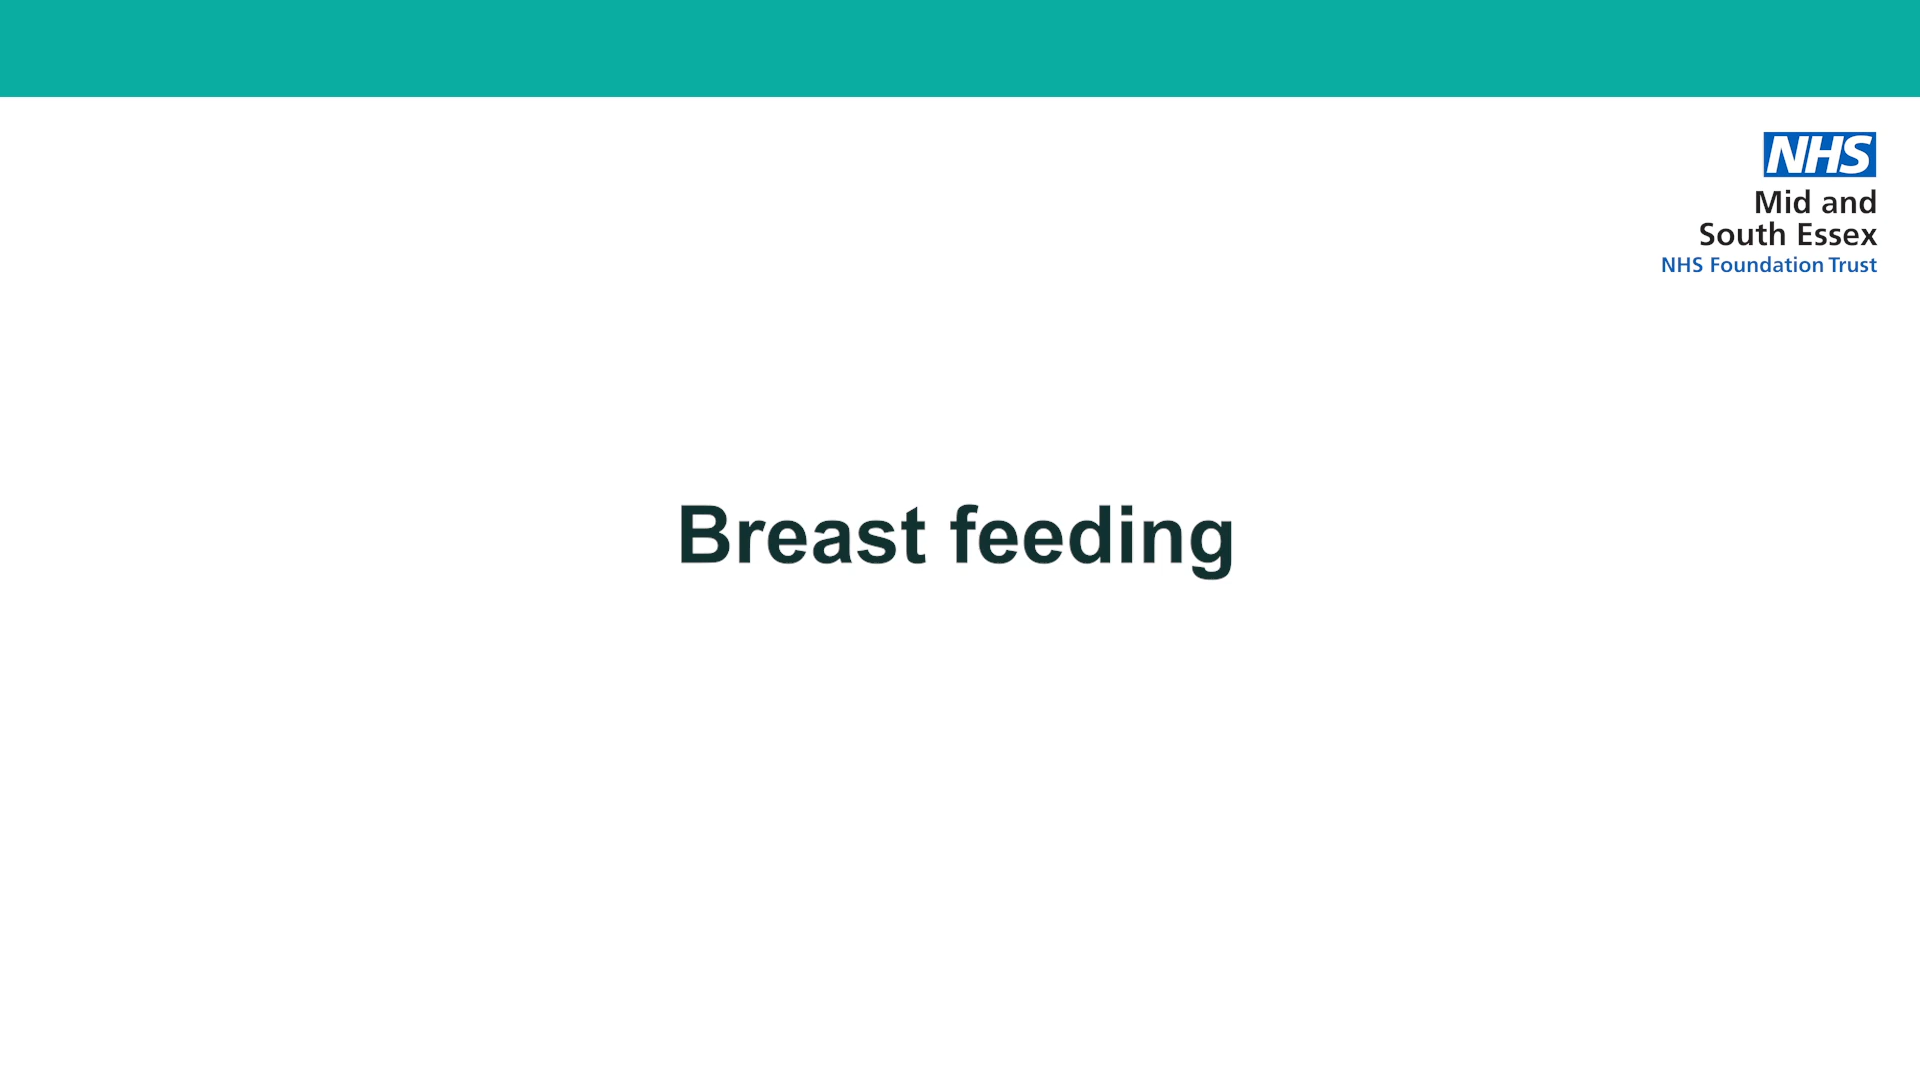 NHS
Mid and
South Essex
NHS Foundation Trust
Breast feeding